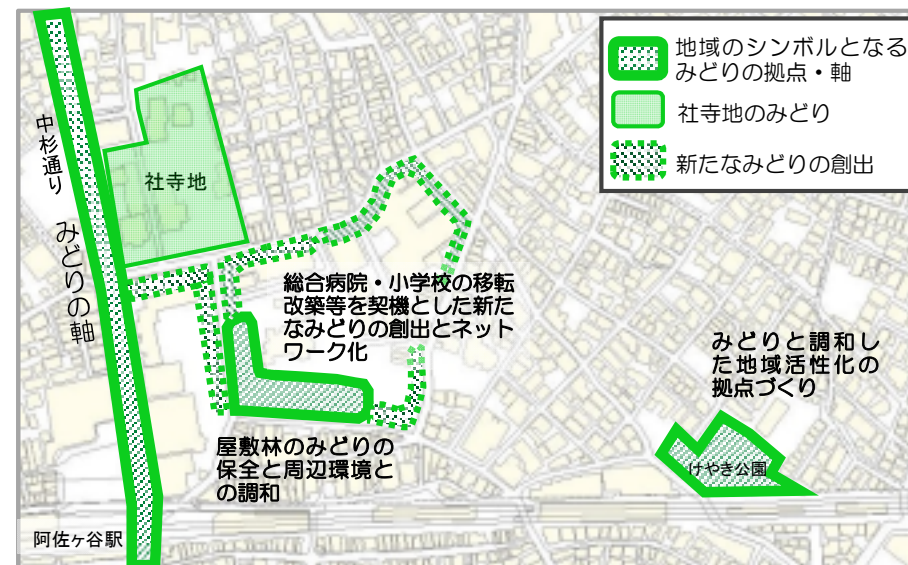 地域のシンボルとなる
みどりの拠点・軸
社寺地のみどり
新たなみどりの創出
中杉通り
みどりの軸
社寺地
総合病院・小学校の移転
改築等を契機とした新た
なみどりの創出とネット
ワーク化
みどりと調和し
た地域活性化の
拠点づくり
屋敷林のみどりの
保全と周辺環境と
の調和
けやき公園
阿佐ヶ谷駅